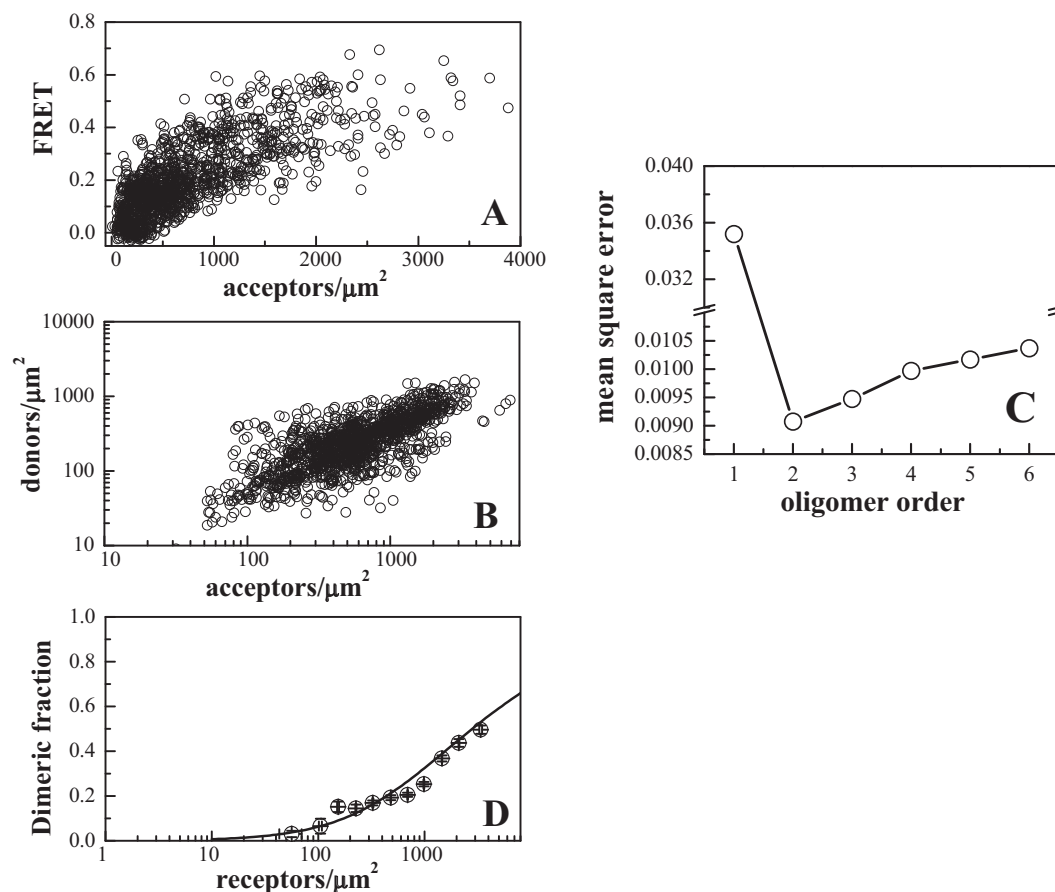 0.8
0.6
0.4
0.2
0.0
FRET
A
0 1000 2000 3000 4000
acceptors/μm²
10000
1000
100
10
donors/μm²
B
10 100 1000
acceptors/μm²
1.0
0.8
0.6
0.4
0.2
0.0
Dimeric fraction
D
1 10 100 1000
receptors/μm²
0.040
0.036
0.032
0.0105
0.0100
0.0095
0.0090
0.0085
mean square error
C
1 2 3 4 5 6
oligomer order